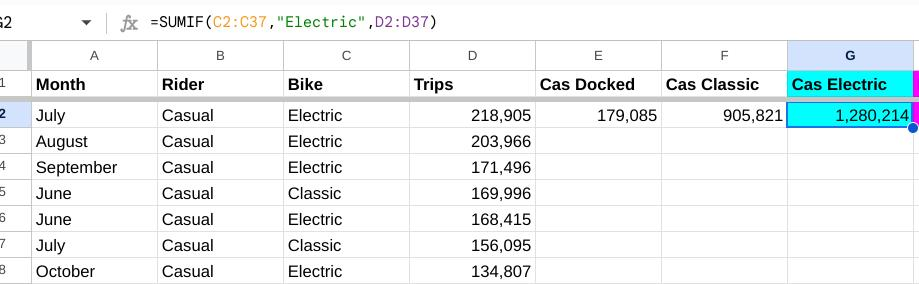 G2 fx =SUMIF(C2:C37,"Electric",D2:D37)
A B C D E F G
1 Month Rider Bike Trips Cas Docked Cas Classic Cas Electric
2 July Casual Electric 218,905 179,085 905,821 1,280,214
3 August Casual Electric 203,966
4 September Casual Electric 171,496
5 June Casual Classic 169,996
6 June Casual Electric 168,415
7 July Casual Classic 156,095
8 October Casual Electric 134,807